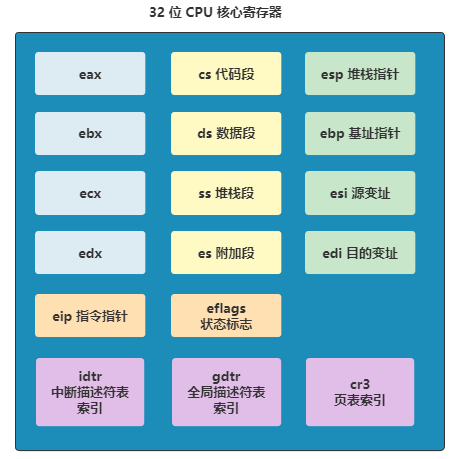 32 位 CPU 核心寄存器
eax
cs 代码段
esp 堆栈指针
ebx
ds 数据段
ebp 基址指针
ecx
ss 堆栈段
esi 源变址
edx
es 附加段
edi 目的变址
eip 指令指针
eflags
状态标志
idtr
中断描述符表
索引
gdtr
全局描述符表
索引
cr3
页表索引